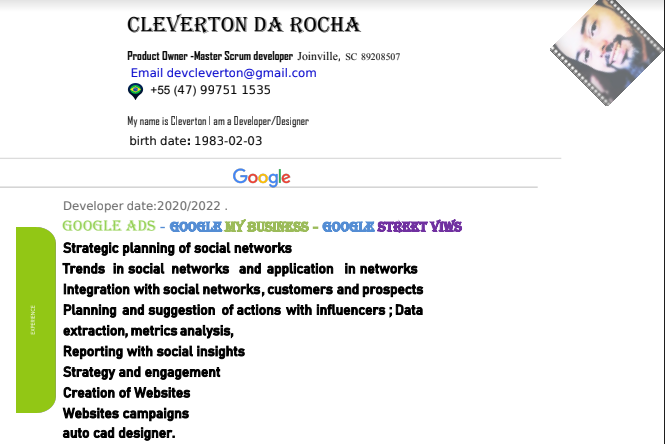 CLEVERTON DA ROCHA
Product Owner -Master Scrum developer Joinville, SC 89208507
Email devcleverton@gmail.com
+55 (47) 99751 1535
My name is Cleverton I am a Developer/Designer
birth date: 1983-02-03
Google
Developer date:2020/2022 .
GOOGLE ADS - GOOGLE MY BUSINESS - GOOGLE STREET VIWS
EXPERIENCE
Strategic planning of social networks
Trends in social networks and application in networks
Integration with social networks, customers and prospects
Planning and suggestion of actions with influencers ; Data
extraction, metrics analysis,
Reporting with social insights
Strategy and engagement
Creation of Websites
Websites campaigns
auto cad designer.